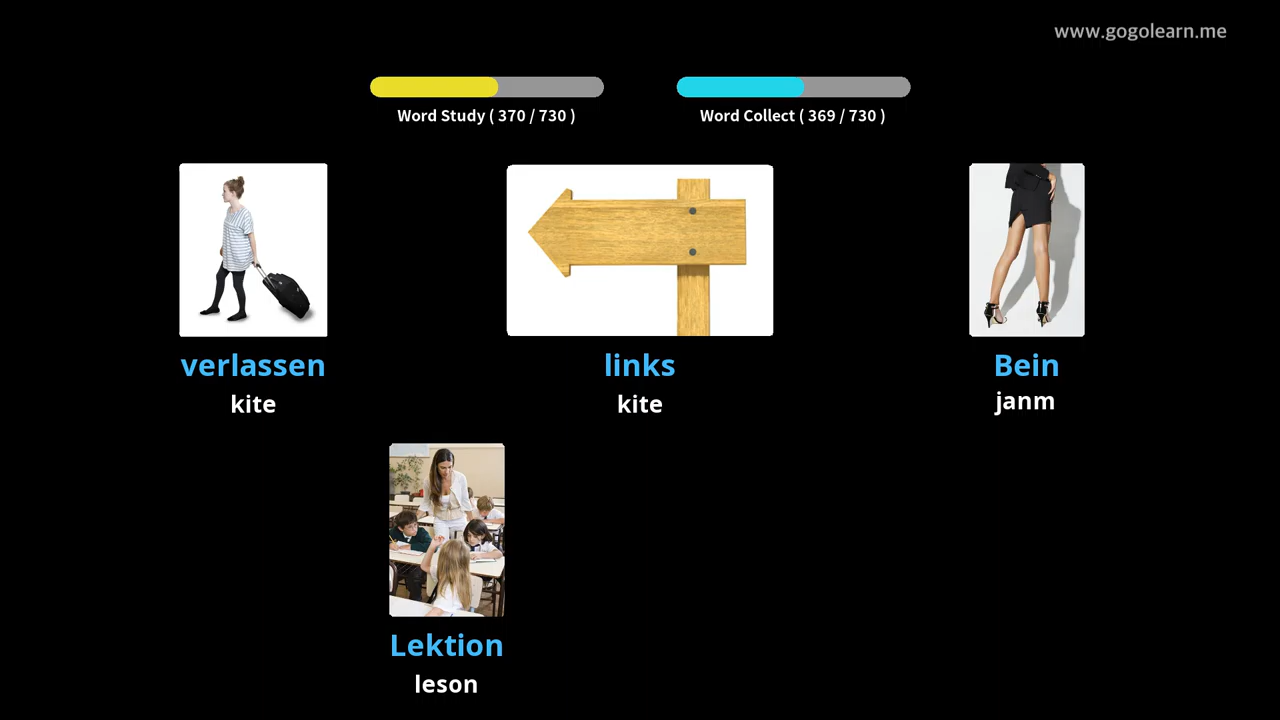 www.gogolearn.me
Word Study ( 370 / 730 )
Word Collect ( 369 / 730 )
verlassen
kite
links
kite
Bein
janm
Lektion
leson